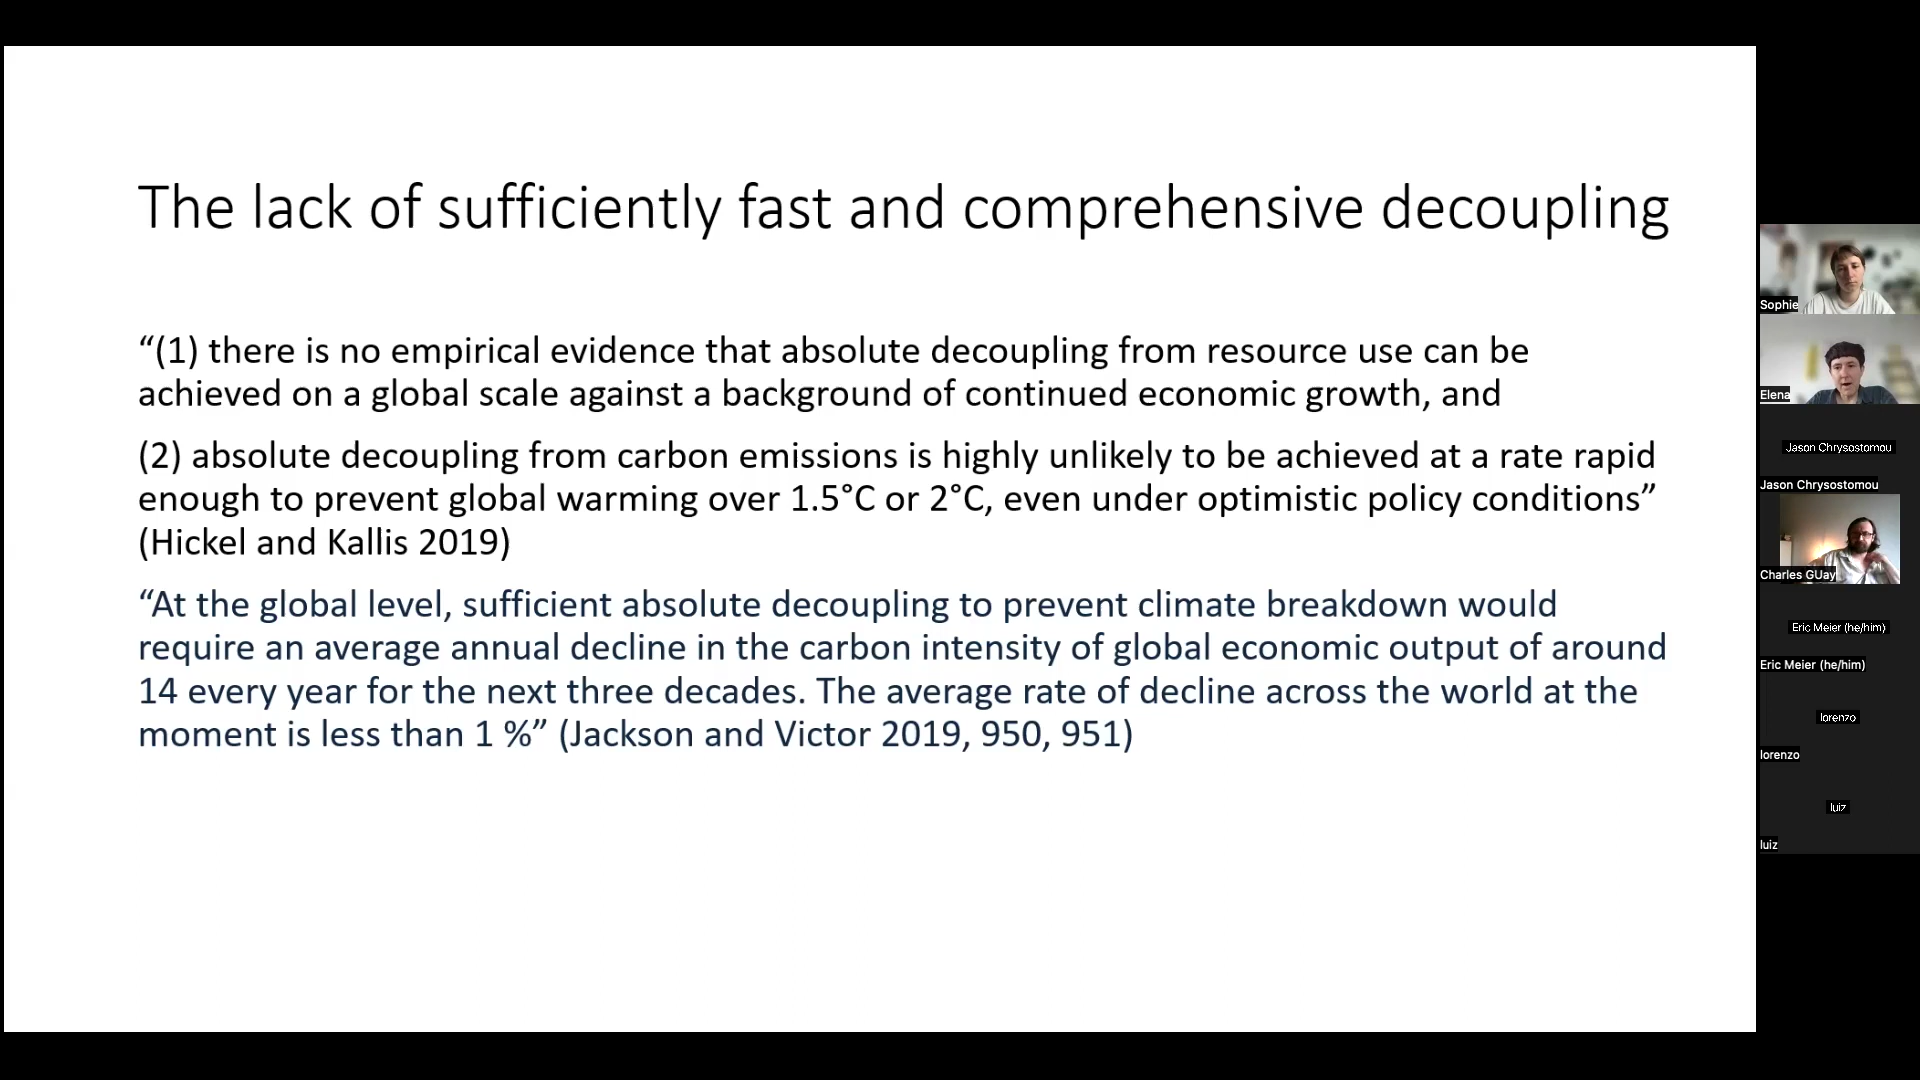 The lack of sufficiently fast and comprehensive decoupling
“(1) there is no empirical evidence that absolute decoupling from resource use can be
achieved on a global scale against a background of continued economic growth, and
(2) absolute decoupling from carbon emissions is highly unlikely to be achieved at a rate rapid
enough to prevent global warming over 1.5°C or 2°C, even under optimistic policy conditions”
(Hickel and Kallis 2019)
“At the global level, sufficient absolute decoupling to prevent climate breakdown would
require an average annual decline in the carbon intensity of global economic output of around
14 every year for the next three decades. The average rate of decline across the world at the
moment is less than 1 %” (Jackson and Victor 2019, 950, 951)
Sophie
Elena
Jason Chrysostomou
Jason Chrysostomou
Charles GUay
Eric Meier (he/him)
Eric Meier (he/him)
lorenzo
lorenzo
luiz
luiz